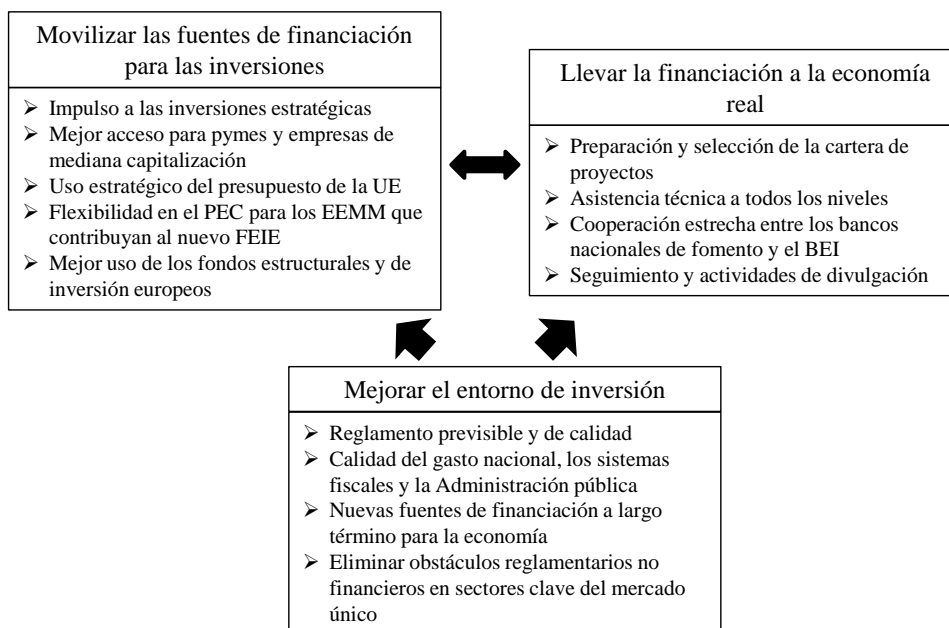 Movilizar las fuentes de financiación
para las inversiones
➢ Impulso a las inversiones estratégicas
➢ Mejor acceso para pymes y empresas de
mediana capitalización
➢ Uso estratégico del presupuesto de la UE
➢ Flexibilidad en el PEC para los EEMM que
contribuyan al nuevo FEIE
➢ Mejor uso de los fondos estructurales y de
inversión europeos
Llevar la financiación a la economía
real
➢ Preparación y selección de la cartera de
proyectos
➢ Asistencia técnica a todos los niveles
➢ Cooperación estrecha entre los bancos
nacionales de fomento y el BEI
➢ Seguimiento y actividades de divulgación
Mejorar el entorno de inversión
➢ Reglamento previsible y de calidad
➢ Calidad del gasto nacional, los sistemas
fiscales y la Administración pública
➢ Nuevas fuentes de financiación a largo
término para la economía
➢ Eliminar obstáculos reglamentarios no
financieros en sectores clave del mercado
único